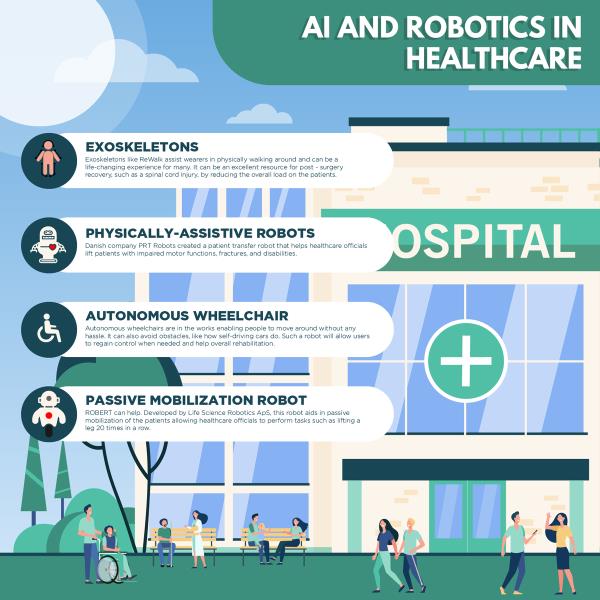 AI AND ROBOTICS IN
HEALTHCARE
EXOSKELETONS
Exoskeletons like ReWalk assist wearers in physically walking around and can be a
life-changing experience for many. It can be an excellent resource for post - surgery
recovery, such as a spinal cord injury, by reducing the overall load on the patients.
PHYSICALLY-ASSISTIVE ROBOTS
Danish company PRT Robots created a patient transfer robot that helps healthcare officials
lift patients with impaired motor functions, fractures, and disabilities.
OSPITAL
AUTONOMOUS WHEELCHAIR
Autonomous wheelchairs are in the works enabling people to move around without any
hassle. It can also avoid obstacles, like how self-driving cars do. Such a robot will allow users
to regain control when needed and help overall rehabilitation.
PASSIVE MOBILIZATION ROBOT
ROBERT can help. Developed by Life Science Robotics ApS, this robot aids in passive
mobilization of the patients allowing healthcare officials to perform tasks such as lifting a
leg 20 times in a row.